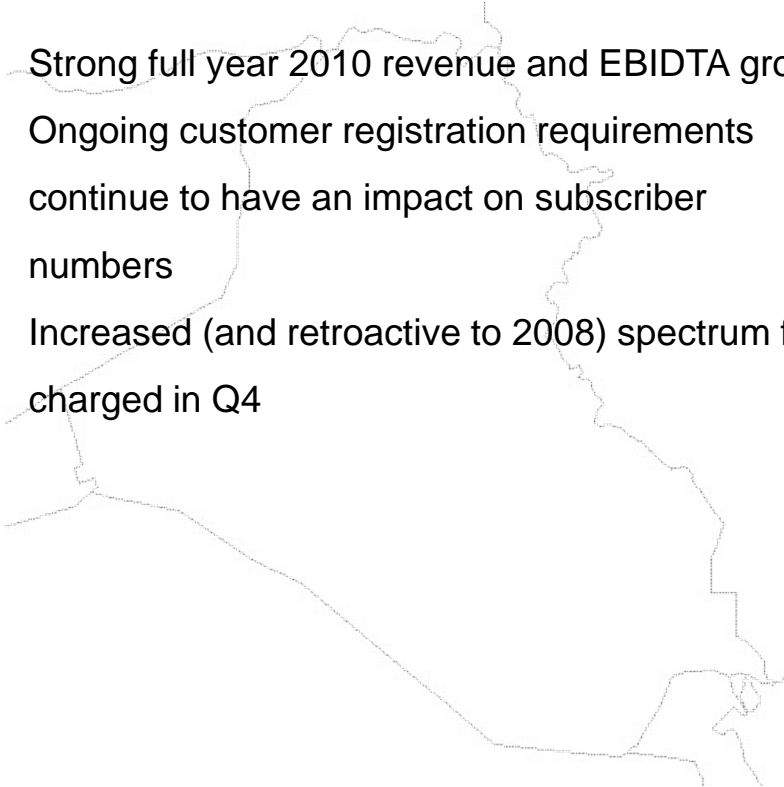 Strong full year 2010 revenue and EBIDTA gro
Ongoing customer registration requirements
continue to have an impact on subscriber
numbers
Increased (and retroactive to 2008) spectrum f
charged in Q4